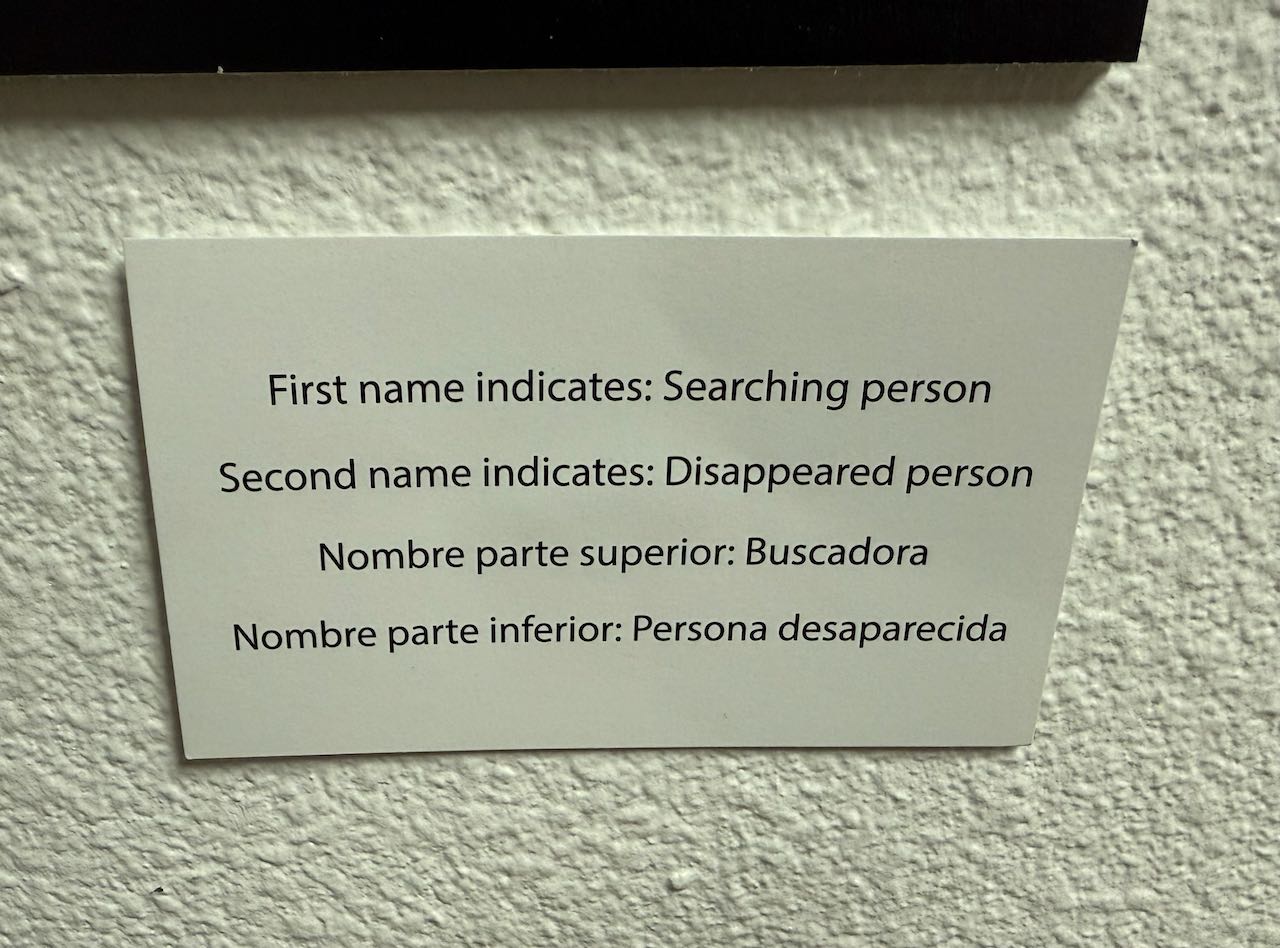 First name indicates: Searching person
Second name indicates: Disappeared person
Nombre parte superior: Buscadora
Nombre parte inferior: Persona desaparecida